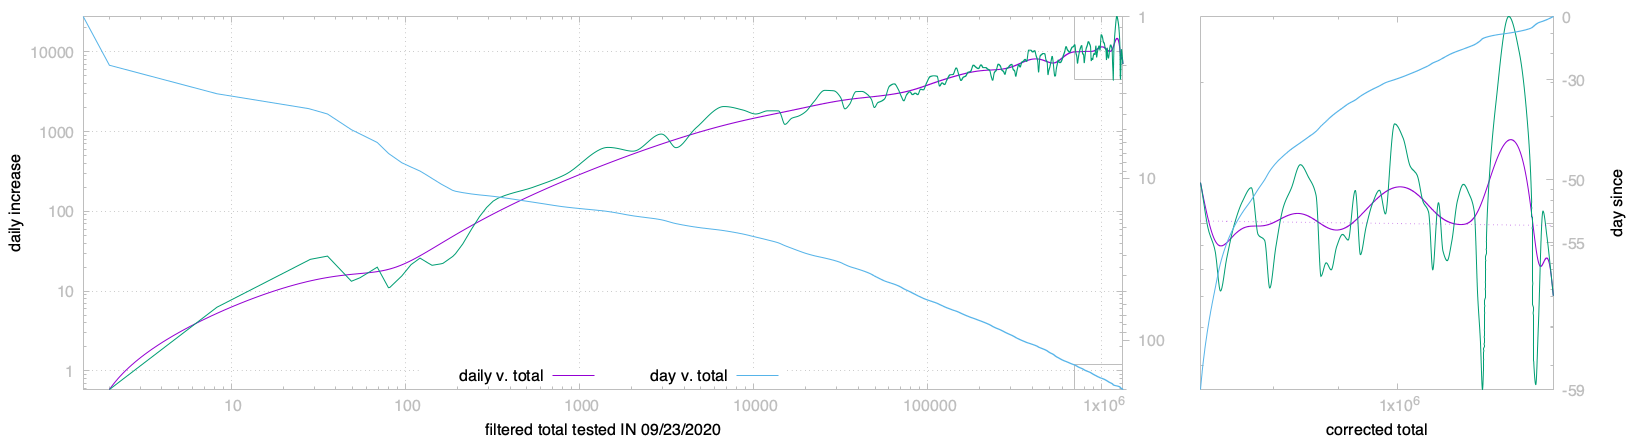 10000
1000
100
10
1
daily increase
10
100
1000
10000
100000
1x10^6
filtered total tested IN 09/23/2020
daily v. total
day v. total
1
10
100
0
-30
-50
-55
-59
day since
1x10^6
corrected total